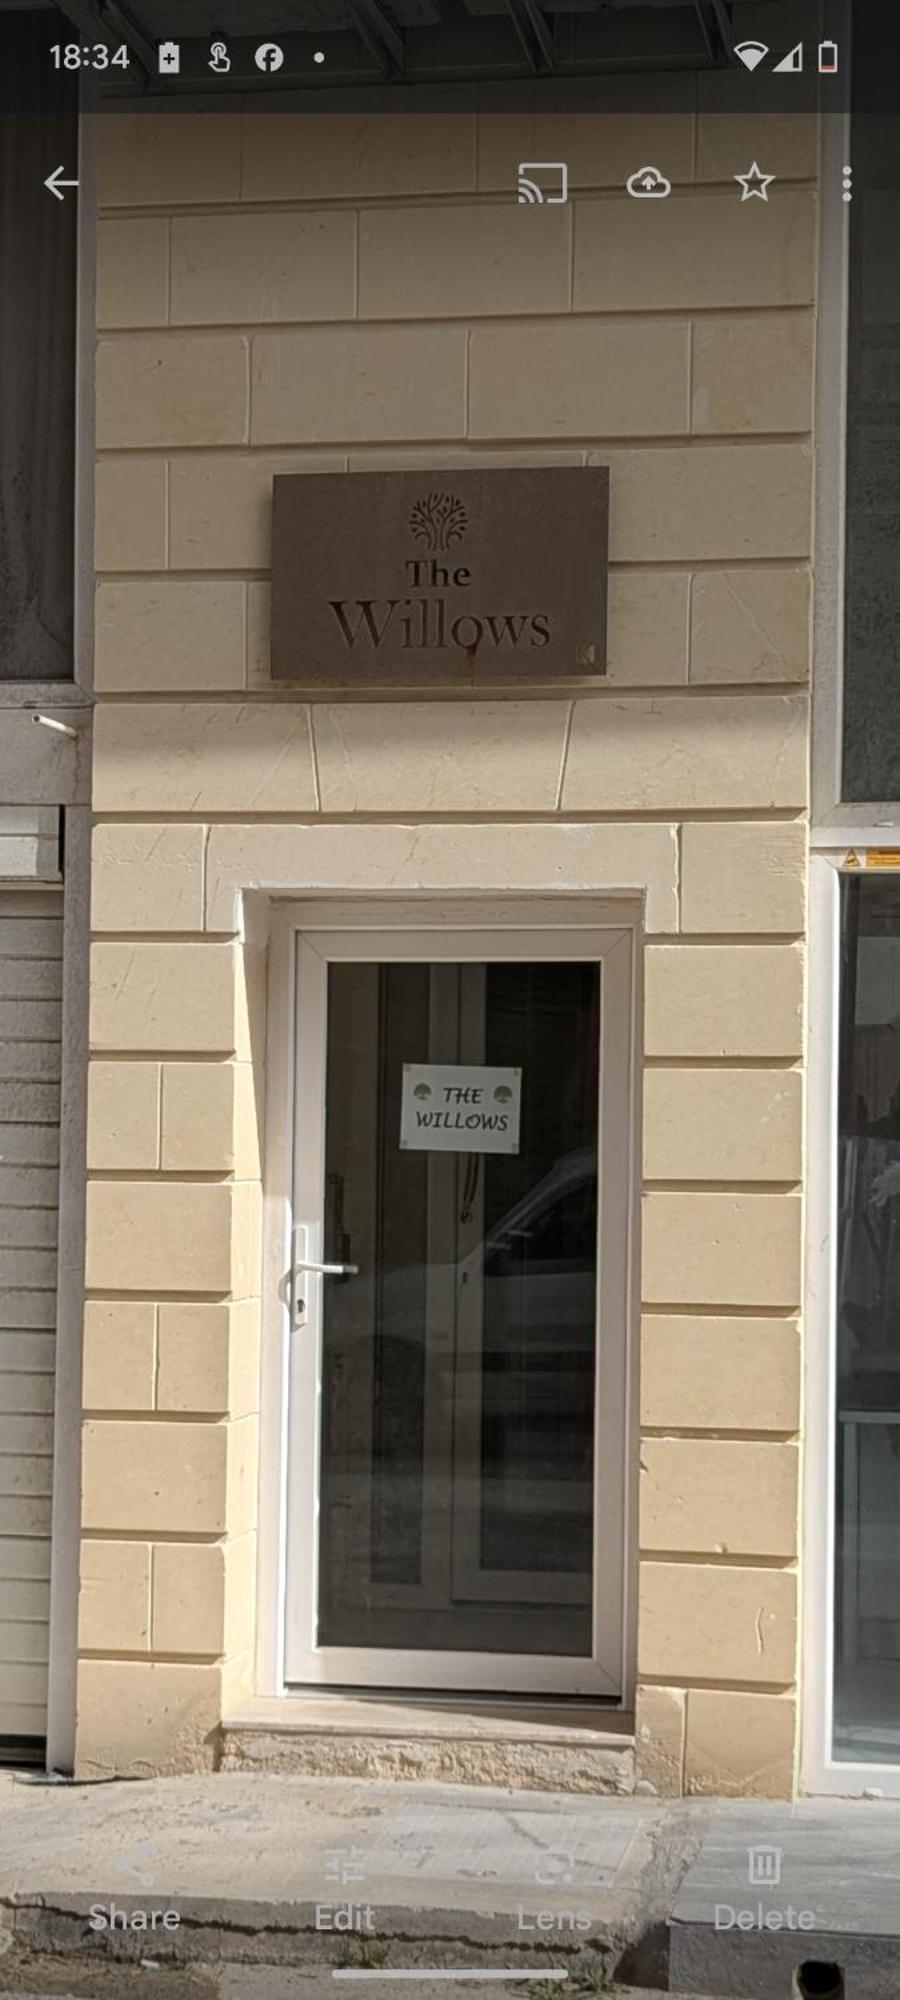 18:34
The
Willows
THE
WILLOWS
Share
Edit
Lens
Delete